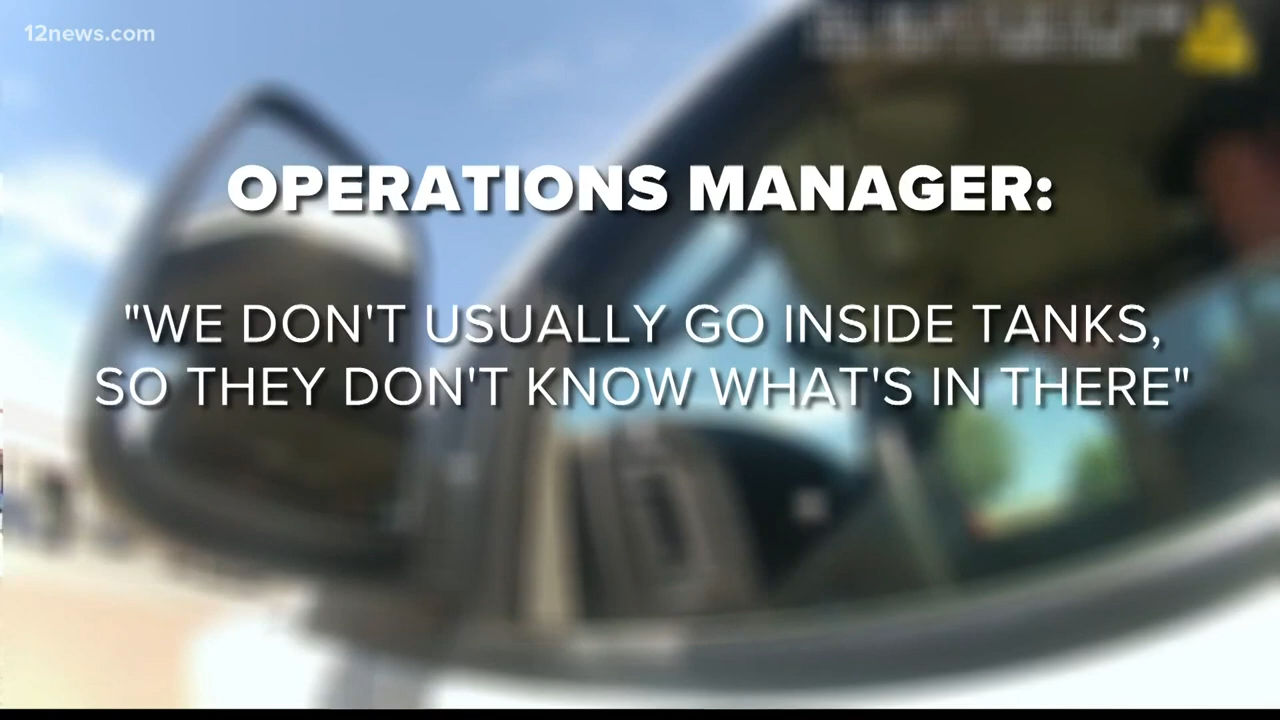 12news.com
OPERATIONS MANAGER:
"WE DON'T USUALLY GO INSIDE TANKS,
SO THEY DON'T KNOW WHAT'S IN THERE"